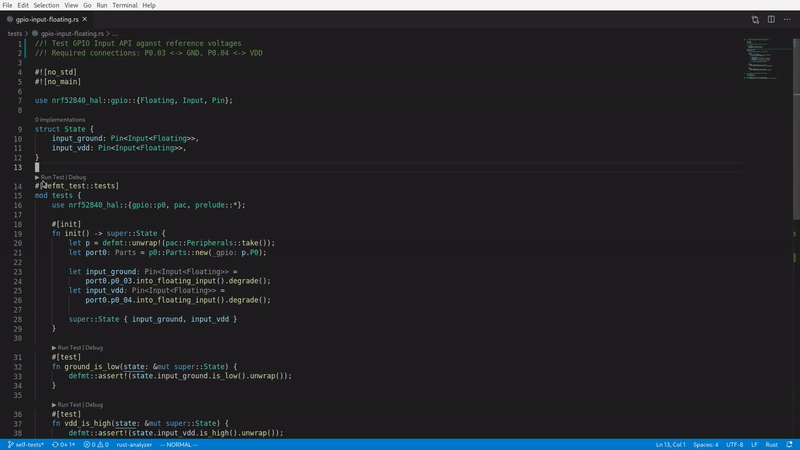 File Edit Selection View Go Run Terminal Help
gpio-input-floating.rs ×
tests > gpio-input-floating.rs > ...
1 //! Test GPIO Input API aganst reference voltages
2 //! Required connections: P0.03 <-> GND, P0.04 <-> VDD
3
4 #![no_std]
5 #![no_main]
6
7 use nrf52840_hal::gpio::{Floating, Input, Pin};
8
0 implementations
9 struct State {
10 input_ground: Pin<Input<Floating>>,
11 input_vdd: Pin<Input<Floating>>,
12 }
13
▶ Run Test | Debug
14 #[defmt_test::tests]
15 mod tests {
16 use nrf52840_hal::{gpio::p0, pac, prelude::*};
17
18 #[init]
19 fn init() -> super::State {
20 let p = defmt::unwrap!(pac::Peripherals::take());
21 let port0: Parts = p0::Parts::new(_gpio: p.P0);
22
23 let input_ground: Pin<Input<Floating>> =
24 port0.p0_03.into_floating_input().degrade();
25 let input_vdd: Pin<Input<Floating>> =
26 port0.p0_04.into_floating_input().degrade();
27
28 super::State { input_ground, input_vdd }
29 }
30
▶ Run Test | Debug
31 #[test]
32 fn ground_is_low(state: &mut super::State) {
33 defmt::assert!(state.input_ground.is_low().unwrap());
34 }
35
▶ Run Test | Debug
36 #[test]
37 fn vdd_is_high(state: &mut super::State) {
38 defmt::assert!(state.input_vdd.is_high().unwrap());
self-tests* 0↓ 1↑ 0 0 rust-analyzer -- NORMAL -- Ln 13, Col 1 Spaces: 4 UTF-8 LF Rust